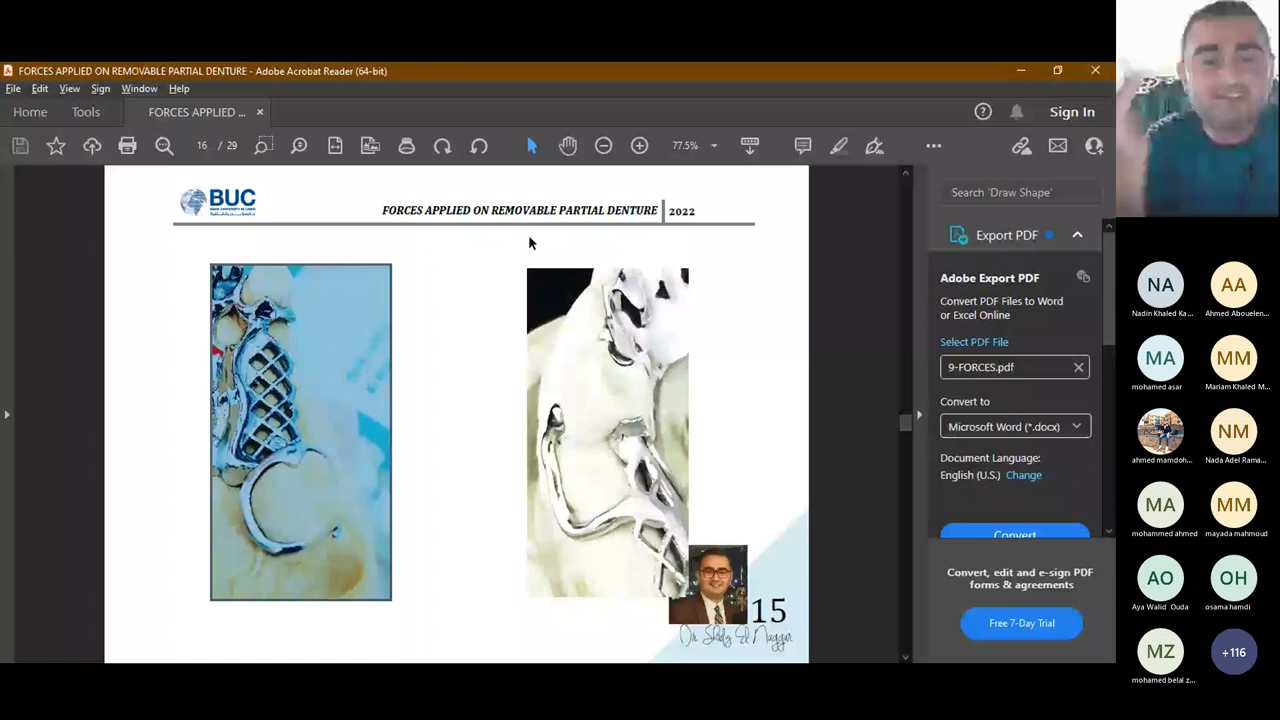 FORCES APPLIED ON REMOVABLE PARTIAL DENTURE - Adobe Acrobat Reader (64-bit)
File Edit View Sign Window Help
Home Tools FORCES APPLIED ... Sign In
16 / 29 77.5%
BUC
FORCES APPLIED ON REMOVABLE PARTIAL DENTURE 2022
15
Dr. Shady El Naggar
Search 'Draw Shape'
Export PDF
Adobe Export PDF
Convert PDF Files to Word
or Excel Online
Select PDF File
9-FORCES.pdf
Convert to
Microsoft Word (*.docx)
Document Language:
English (U.S.) Change
Convert
Convert, edit and e-sign PDF
forms & agreements
Free 7-Day Trial
NA AA
Nadin Khaled Ka... Ahmed Abouelen...
MA MM
mohamed asar Mariam Khaled M...
NM
ahmed mamdoh... Nada Adel Rama...
MA MM
mohammed ahmed mayada mahmoud
AO OH
Aya Walid Ouda osama hamdi
MZ +116
mohamed belal z...